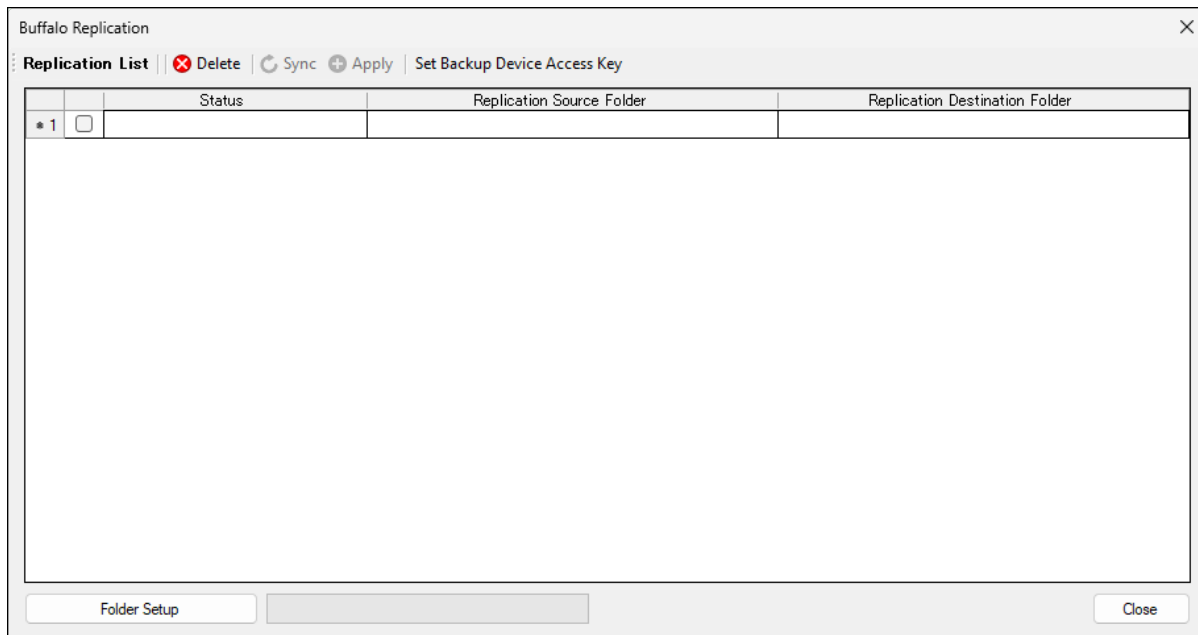 Buffalo Replication
Replication List Delete Sync Apply Set Backup Device Access Key
Status Replication Source Folder Replication Destination Folder
1
Folder Setup Close